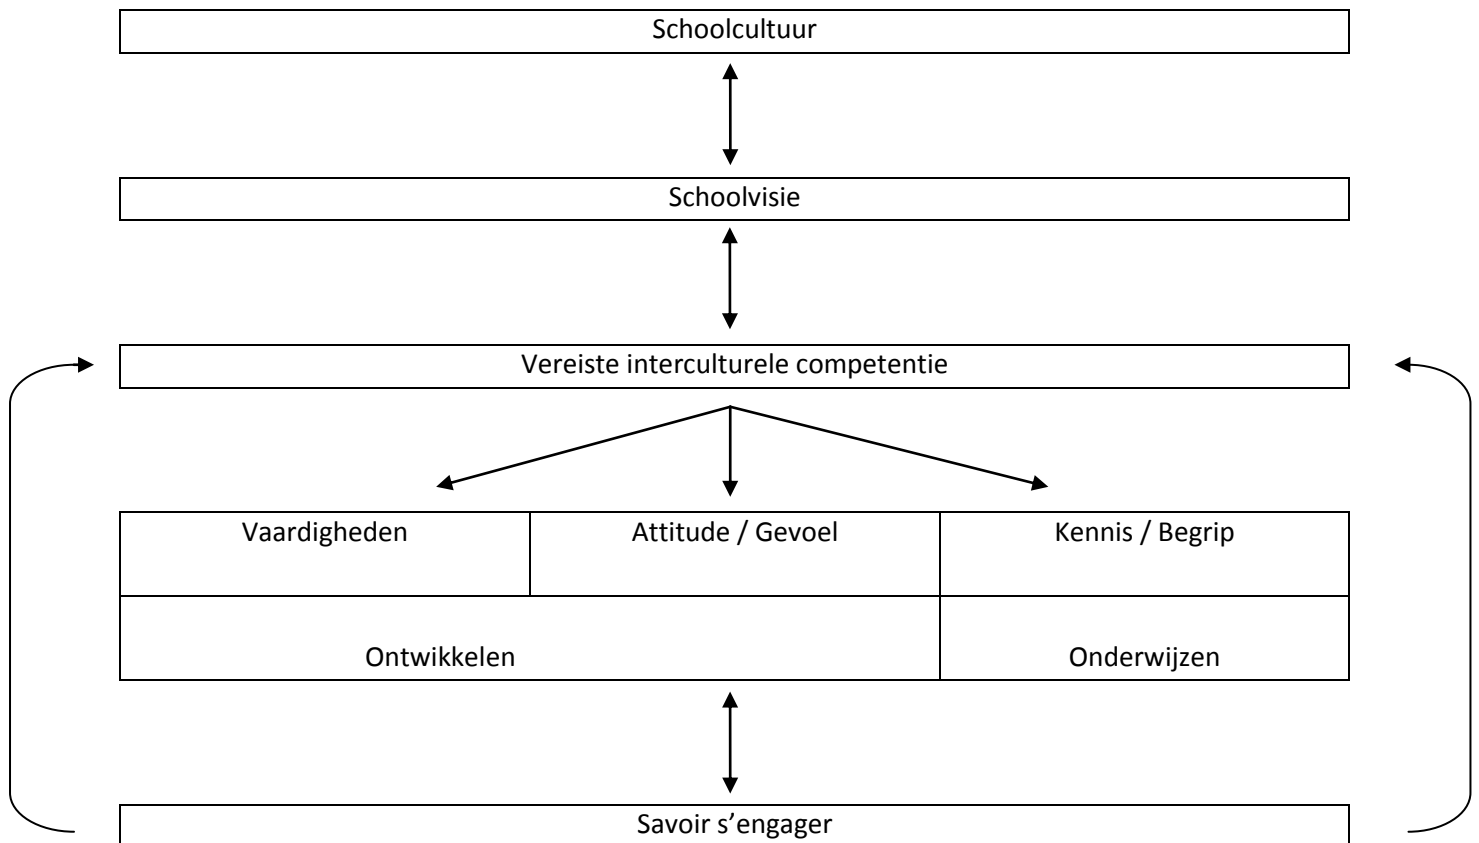 Schoolcultuur
Schoolvisie
Vereiste interculturele competentie
Vaardigheden
Attitude / Gevoel
Kennis / Begrip
Ontwikkelen
Onderwijzen
Savoir s’engager